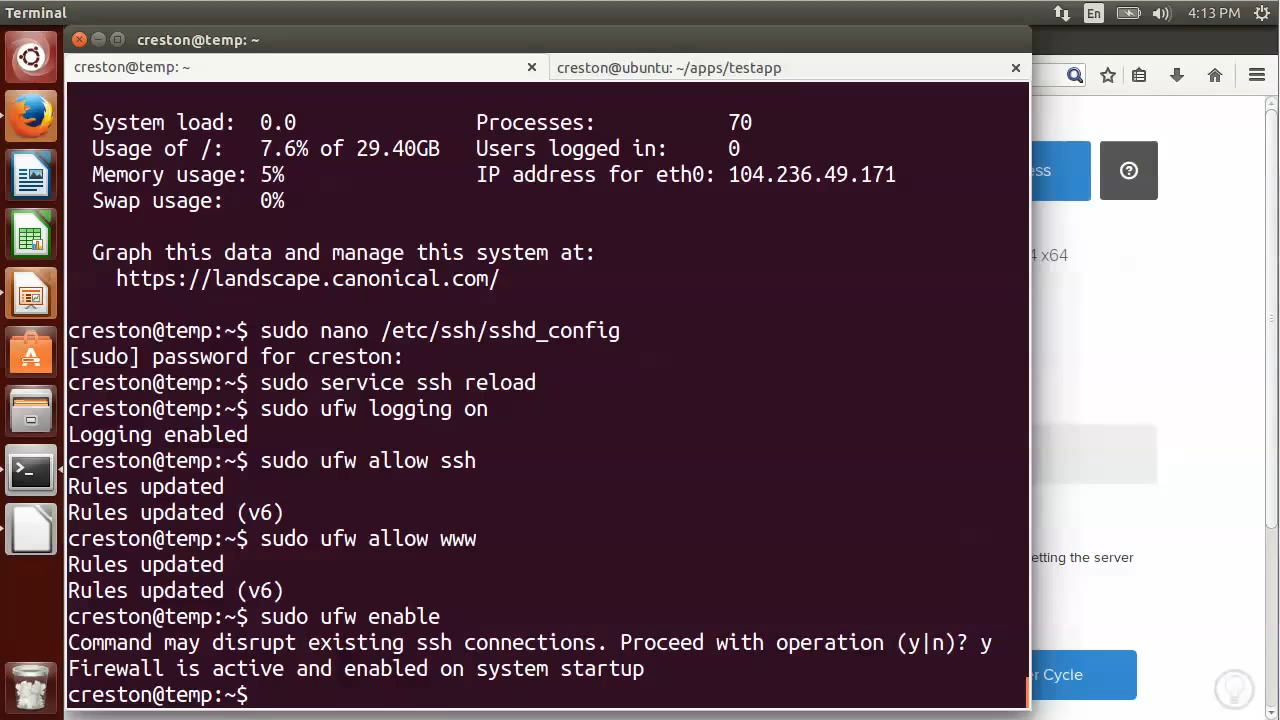 Terminal
En
4:13 PM
creston@temp: ~
creston@temp: ~
creston@ubuntu: ~/apps/testapp
System load: 0.0 Processes: 70
Usage of /: 7.6% of 29.40GB Users logged in: 0
Memory usage: 5% IP address for eth0: 104.236.49.171
Swap usage: 0%
Graph this data and manage this system at:
https://landscape.canonical.com/
creston@temp:~$ sudo nano /etc/ssh/sshd_config
[sudo] password for creston:
creston@temp:~$ sudo service ssh reload
creston@temp:~$ sudo ufw logging on
Logging enabled
creston@temp:~$ sudo ufw allow ssh
Rules updated
Rules updated (v6)
creston@temp:~$ sudo ufw allow www
Rules updated
Rules updated (v6)
creston@temp:~$ sudo ufw enable
Command may disrupt existing ssh connections. Proceed with operation (y|n)? y
Firewall is active and enabled on system startup
creston@temp:~$
ess
4 x64
etting the server
r Cycle